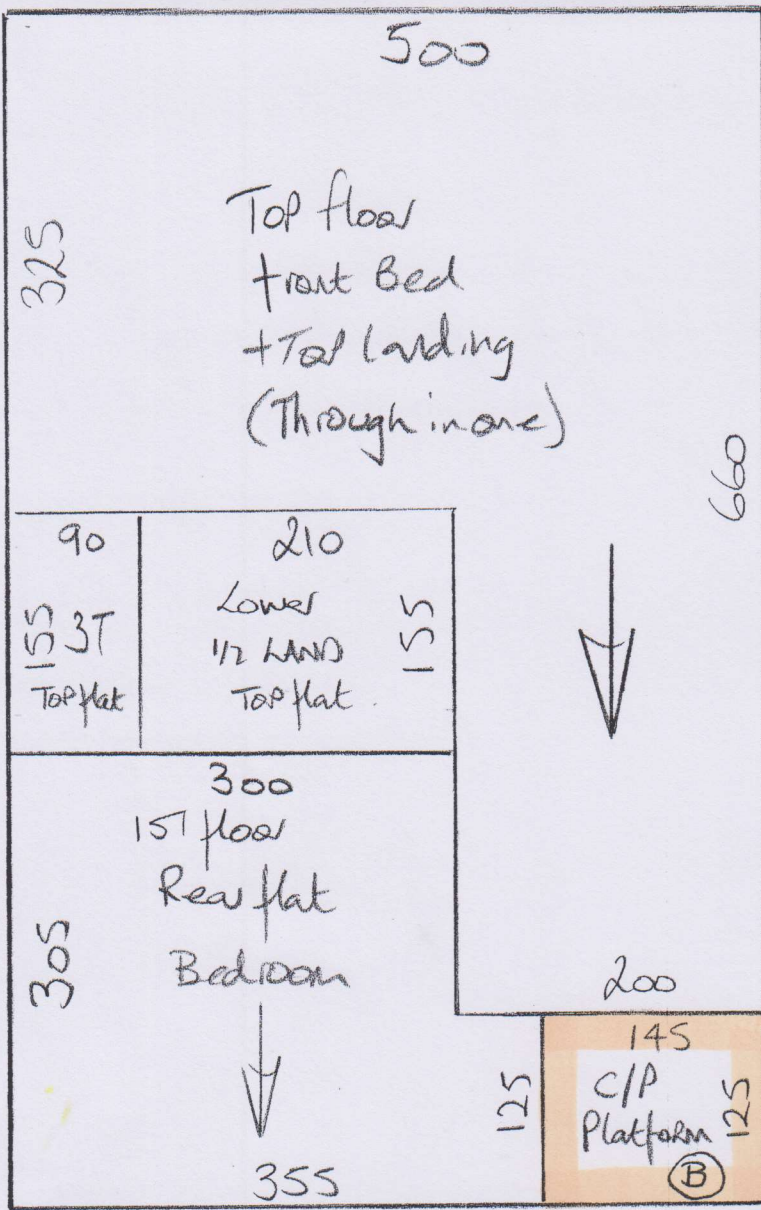 500
325
Top floor
front Bed
+ Top Landing
(Through in one)
660
90
210
155
3T
Top flat
Lower
1/2 LAND
Top flat
155
300
1ST floor
Rear flat
Bedroom
305
355
200
145
125
C/P
Platform
125
B